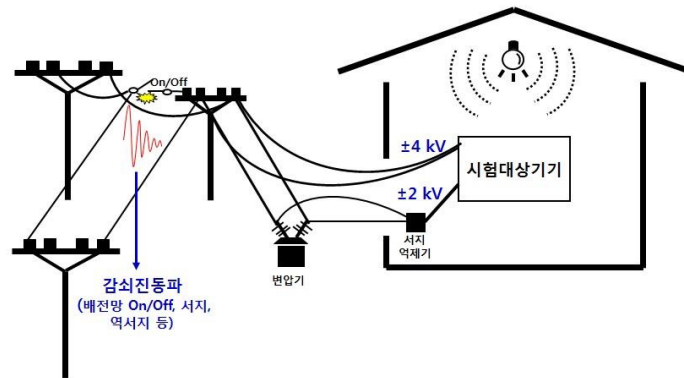 On/Off
±4 kV
시험대상기기
±2 kV
서지
억제기
변압기
감쇠진동파
(배전망 On/Off, 서지,
역서지 등)